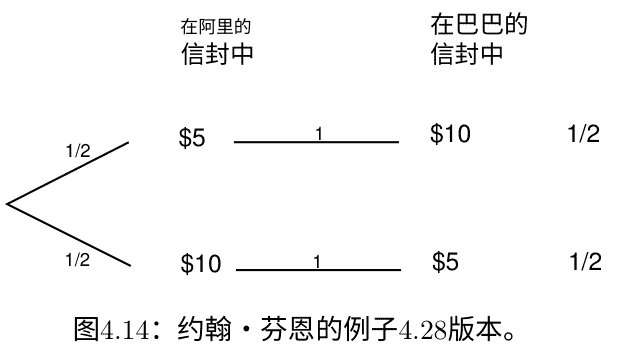 在阿里的
信封中
在巴巴的
信封中
1/2
$5
1
$10
1/2
1/2
$10
1
$5
1/2
图4.14：约翰·芬恩的例子4.28版本。